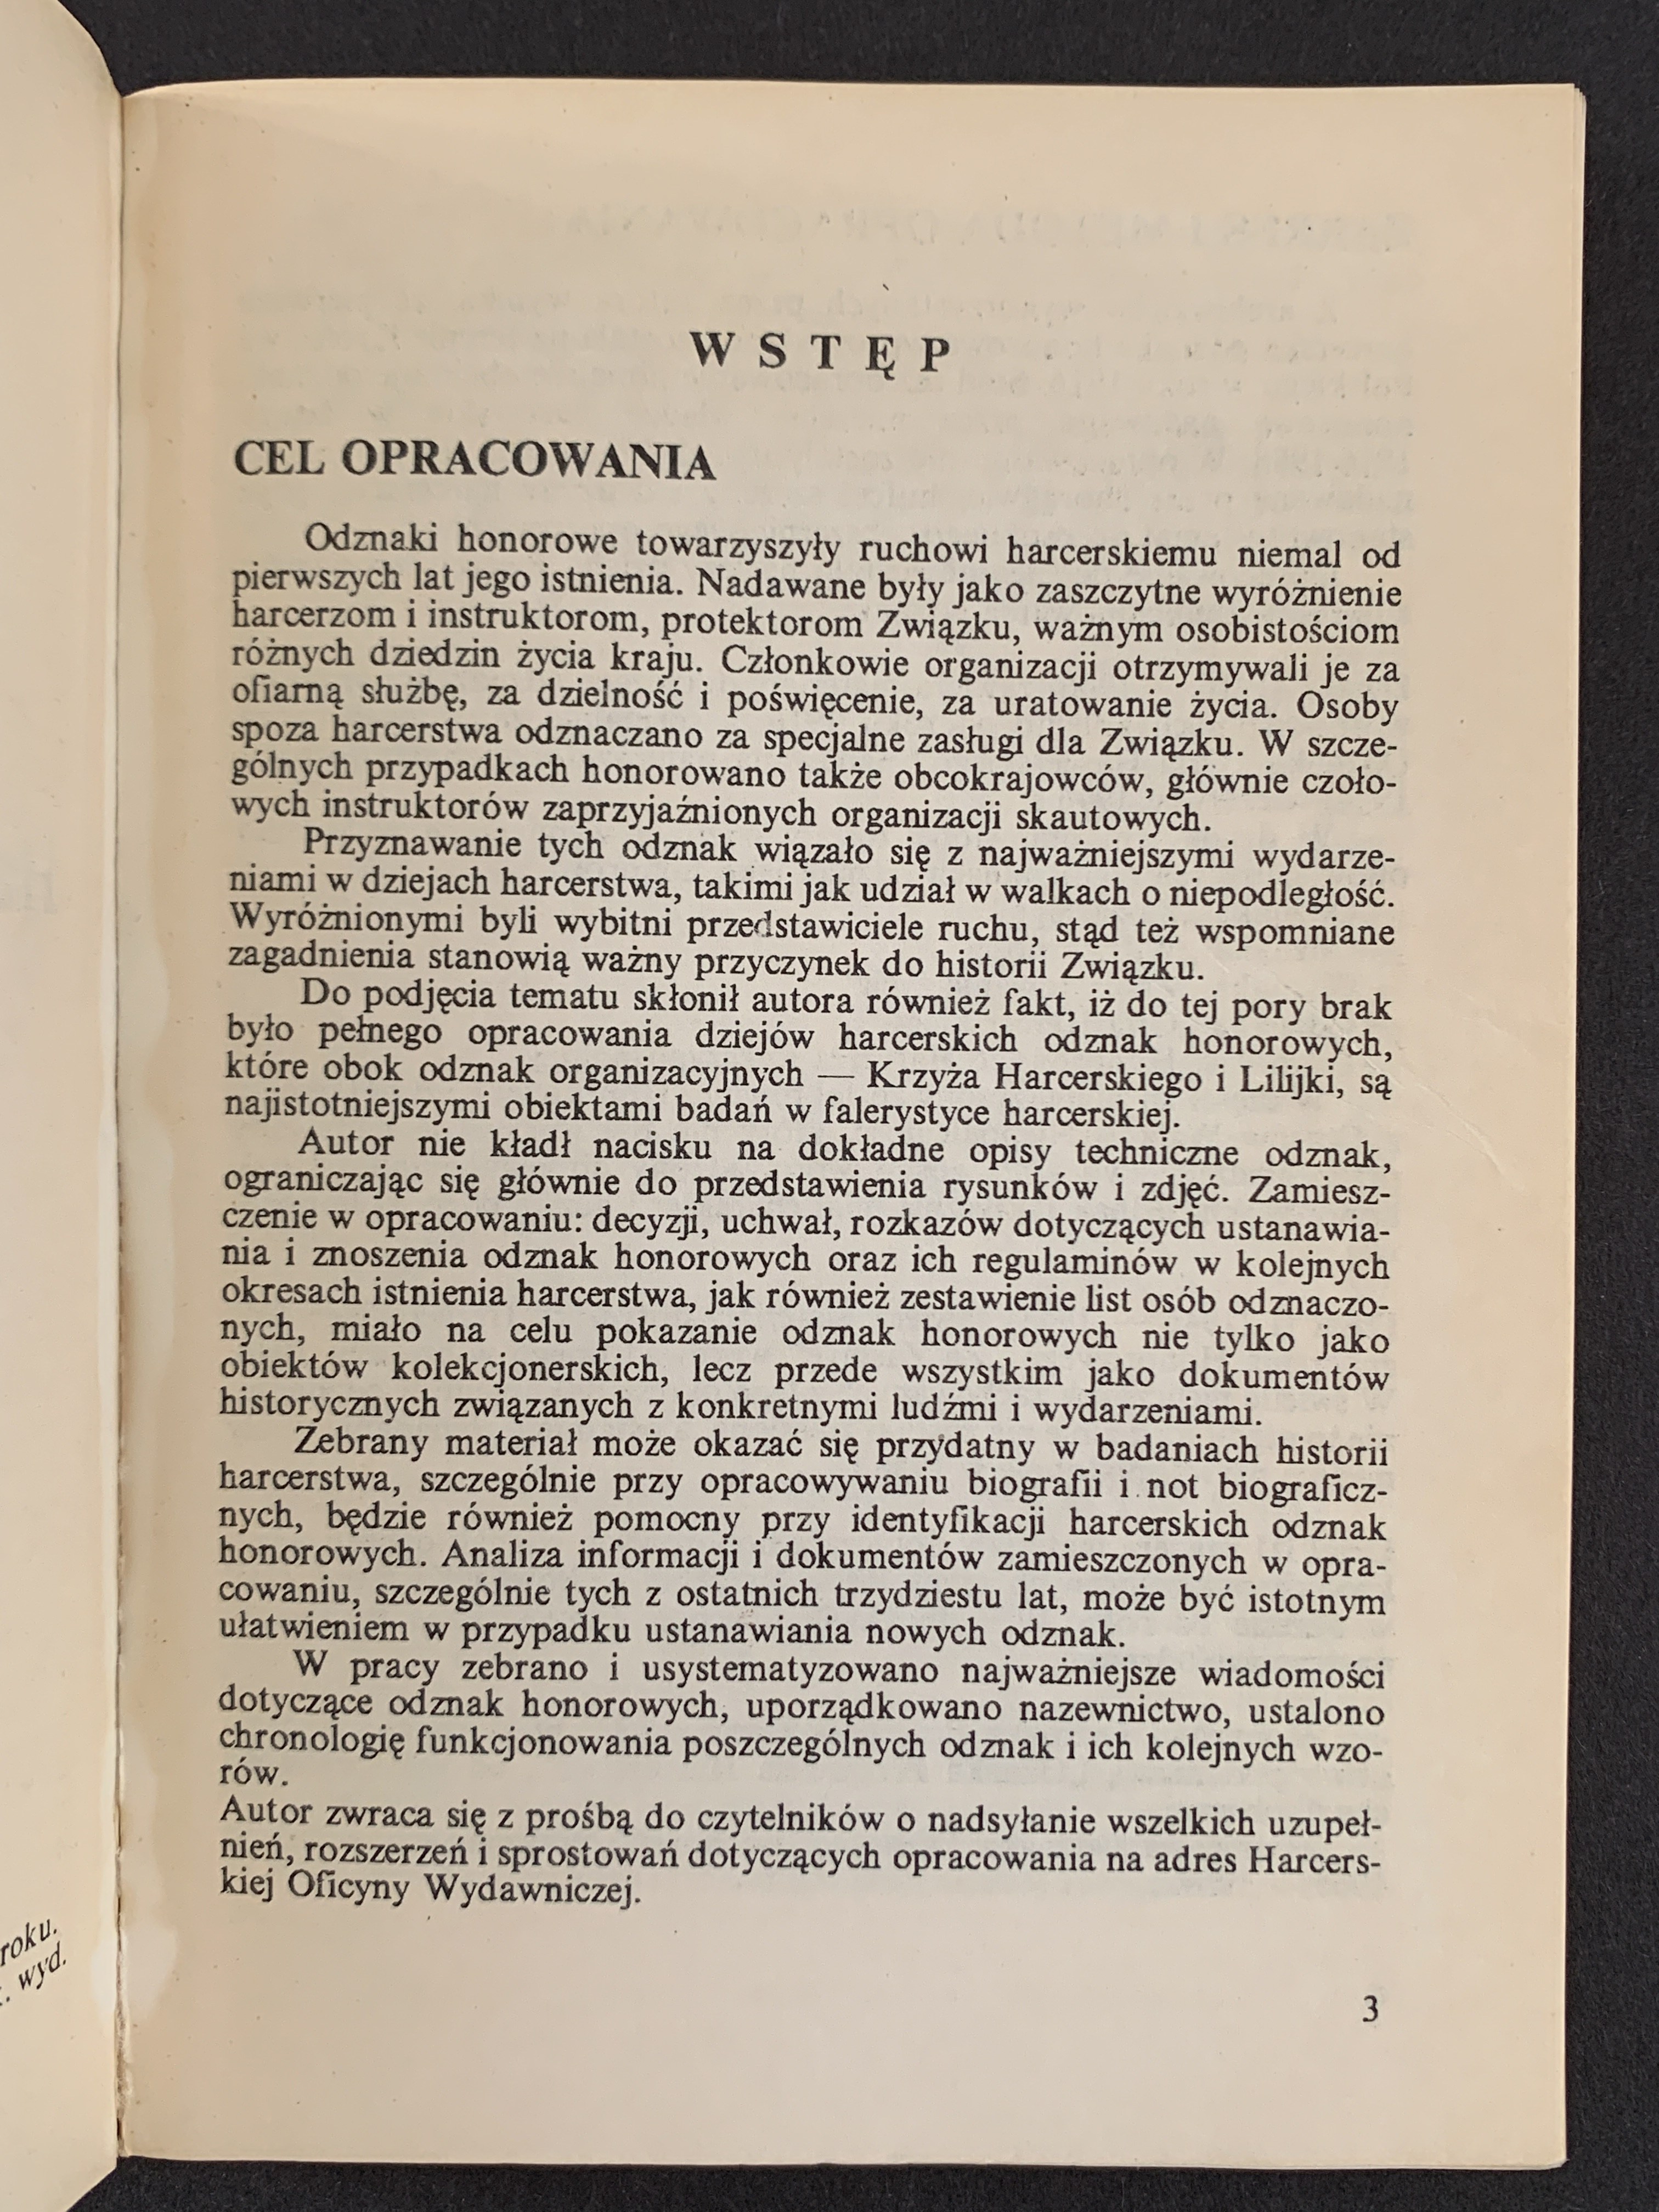 roku.
wyd.
W S T Ę P
CEL OPRACOWANIA
Odznaki honorowe towarzyszyły ruchowi harcerskiemu niemal od
pierwszych lat jego istnienia. Nadawane były jako zaszczytne wyróżnienie
harcerzom i instruktorom, protektorom Związku, ważnym osobistościom
różnych dziedzin życia kraju. Członkowie organizacji otrzymywali je za
ofiarną służbę, za dzielność i poświęcenie, za uratowanie życia. Osoby
spoza harcerstwa odznaczano za specjalne zasługi dla Związku. W szcze-
gólnych przypadkach honorowano także obcokrajowców, głównie czoło-
wych instruktorów zaprzyjaźnionych organizacji skautowych.
Przyznawanie tych odznak wiązało się z najważniejszymi wydarze-
niami w dziejach harcerstwa, takimi jak udział w walkach o niepodległość.
Wyróżnionymi byli wybitni przedstawiciele ruchu, stąd też wspomniane
zagadnienia stanowią ważny przyczynek do historii Związku.
Do podjęcia tematu skłonił autora również fakt, iż do tej pory brak
było pełnego opracowania dziejów harcerskich odznak honorowych,
które obok odznak organizacyjnych — Krzyża Harcerskiego i Lilijki, są
najistotniejszymi obiektami badań w falerystyce harcerskiej.
Autor nie kładł nacisku na dokładne opisy techniczne odznak,
ograniczając się głównie do przedstawienia rysunków i zdjęć. Zamiesz-
czenie w opracowaniu: decyzji, uchwał, rozkazów dotyczących ustanawia-
nia i znoszenia odznak honorowych oraz ich regulaminów w kolejnych
okresach istnienia harcerstwa, jak również zestawienie list osób odznaczo-
nych, miało na celu pokazanie odznak honorowych nie tylko jako
obiektów kolekcjonerskich, lecz przede wszystkim jako dokumentów
historycznych związanych z konkretnymi ludźmi i wydarzeniami.
Zebrany materiał może okazać się przydatny w badaniach historii
harcerstwa, szczególnie przy opracowywaniu biografii i not biograficz-
nych, będzie również pomocny przy identyfikacji harcerskich odznak
honorowych. Analiza informacji i dokumentów zamieszczonych w opra-
cowaniu, szczególnie tych z ostatnich trzydziestu lat, może być istotnym
ułatwieniem w przypadku ustanawiania nowych odznak.
W pracy zebrano i usystematyzowano najważniejsze wiadomości
dotyczące odznak honorowych, uporządkowano nazewnictwo, ustalono
chronologię funkcjonowania poszczególnych odznak i ich kolejnych wzo-
rów.
Autor zwraca się z prośbą do czytelników o nadsyłanie wszelkich uzupeł-
nień, rozszerzeń i sprostowań dotyczących opracowania na adres Harcers-
kiej Oficyny Wydawniczej.
3